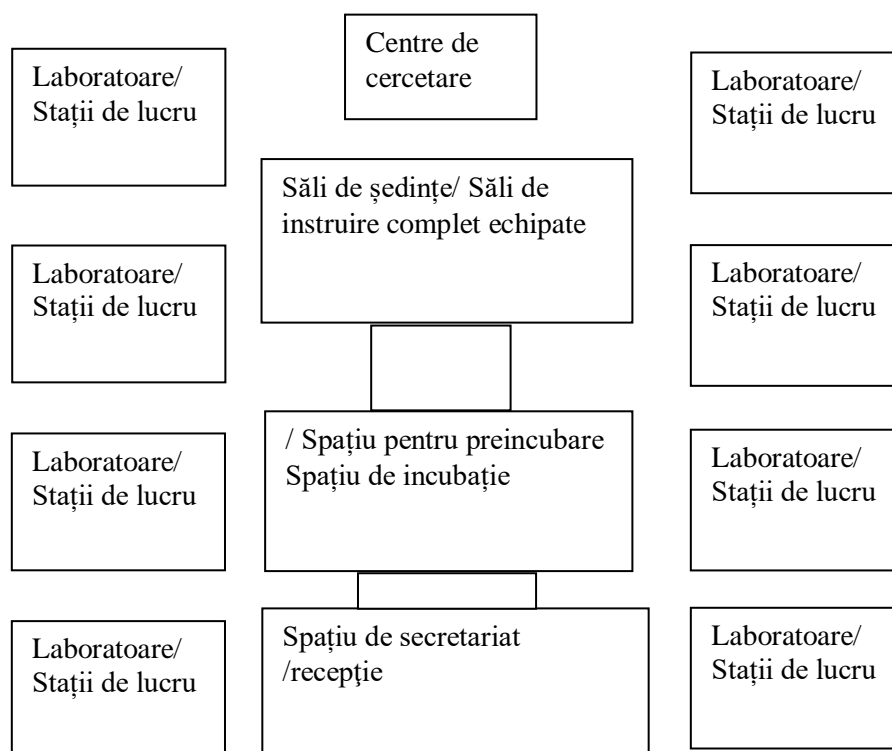 Centre de
cercetare
Laboratoare/
Stații de lucru
Laboratoare/
Stații de lucru
Săli de ședințe/ Săli de
instruire complet echipate
Laboratoare/
Stații de lucru
Laboratoare/
Stații de lucru
/ Spațiu pentru preincubare
Spațiu de incubație
Laboratoare/
Stații de lucru
Laboratoare/
Stații de lucru
Spațiu de secretariat
/recepţie
Laboratoare/
Stații de lucru
Laboratoare/
Stații de lucru